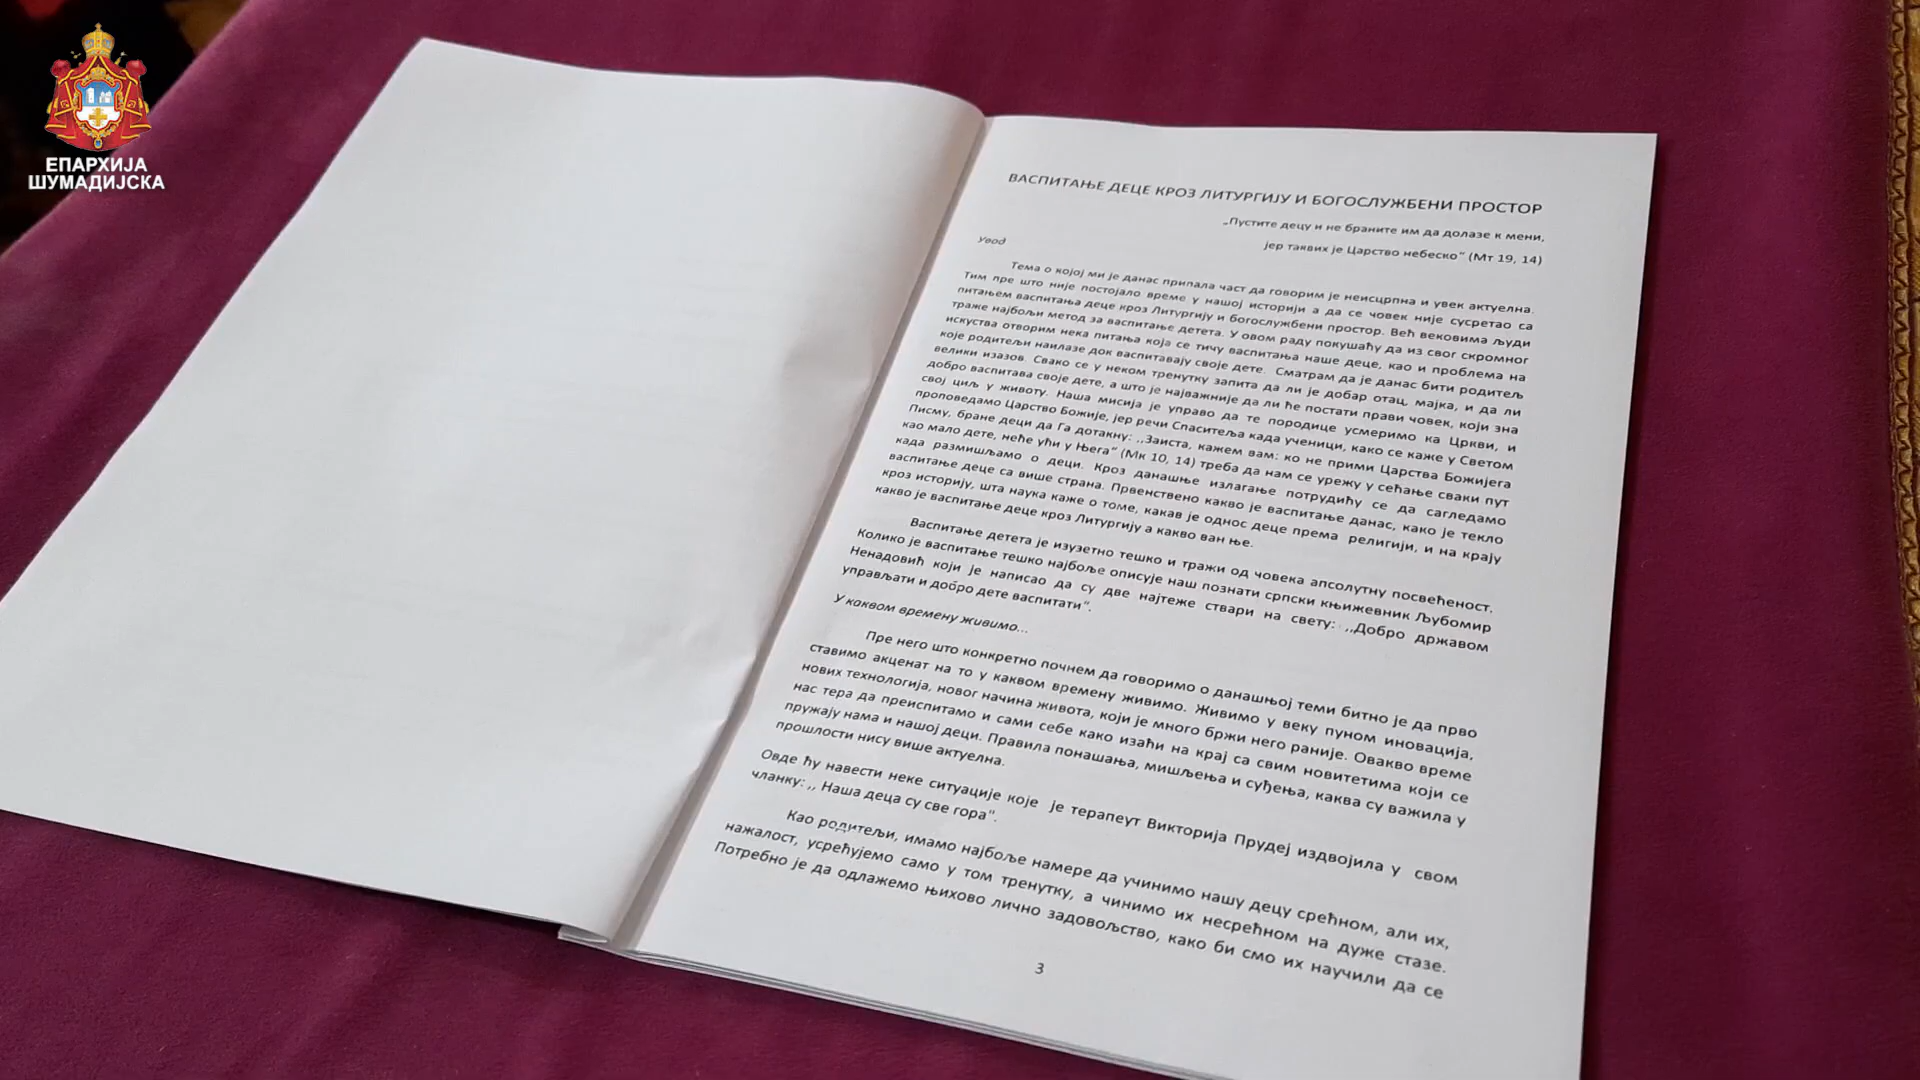 ЕПАРХИЈА
ШУМАДИЈСКА
ВАСПИТАЊЕ ДЕЦЕ КРОЗ ЛИТУРГИЈУ И БОГОСЛУЖБЕНИ ПРОСТОР
„Пустите децу и не браните им да долазе к мени,
јер таявих је Царство небеско“ (Мт 19, 14)
Увод
Тема о којој ми је данас припала част да говорим је неисцрпна и увек актуелна.
Тим пре што није постојало време у нашој историји а да се човек није сусретао са
питањем васпитања деце кроз Литургију и богослужбени простор. Већ вековима људи
траже најбољи метод за васпитање детета. У овом раду покушаћу да из свог скромног
искуства отворим нека питања која се тичу васпитања наше деце, као и проблема на
које родитељи наилазе док васпитавају своје дете. Сматрам да је данас бити родитељ
велики изазов. Свако се у неком тренутку запита да ли је добар отац, мајка, и да ли
добро васпитава своје дете, а што је најважније да ли ће постати прави човек, који зна
свој циљ у животу. Наша мисија је управо да те породице усмеримо ка Цркви, и
проповедамо Царство Божије, јер речи Спаситеља када ученици, како се каже у Светом
Писму, бране деци да Га дотакну: ,,Заиста, кажем вам: ко не прими Царства Божијега
као мало дете, неће ући у Њега“ (Мк 10, 14) треба да нам се урежу у сећање сваки пут
када размишљамо о деци. Кроз данашње излагање потрудићу се да сагледамо
васпитање деце са више страна. Првенствено какво је васпитање данас, како је текло
кроз историју, шта наука каже о томе, какав је однос деце према религији, и на крају
какво је васпитање деце кроз Литургију а какво ван ње.
Васпитање детета је изузетно тешко и тражи од човека апсолутну посвећеност.
Колико је васпитање тешко најбоље описује наш познати српски књижевник Љубомир
Ненадовић који је написао да су две најтеже ствари на свету: ,,Добро државом
управљати и добро дете васпитати“.
У каквом времену живимо...
Пре него што конкретно почнем да говоримо о данашњој теми битно је да прво
ставимо акценат на то у каквом времену живимо. Живимо у веку пуном иновација,
нових технологија, новог начина живота, који је много бржи него раније. Овакво време
нас тера да преиспитамо и сами себе како изаћи на крај са свим новитетима који се
пружају нама и нашој деци. Правила понашања, мишљења и суђења, каква су важила у
прошлости нису више актуелна.
Овде ћу навести неке ситуације које је терапеут Викторија Прудеј издвојила у свом
чланку: ,, Наша деца су све гора“.
Као родитељи, имамо најбоље намере да учинимо нашу децу срећном, али их,
нажалост, усрећујемо само у том тренутку, а чинимо их несрећном на дуже стазе.
Потребно је да одлажемо њихово лично задовољство, како би смо их научили да се
3